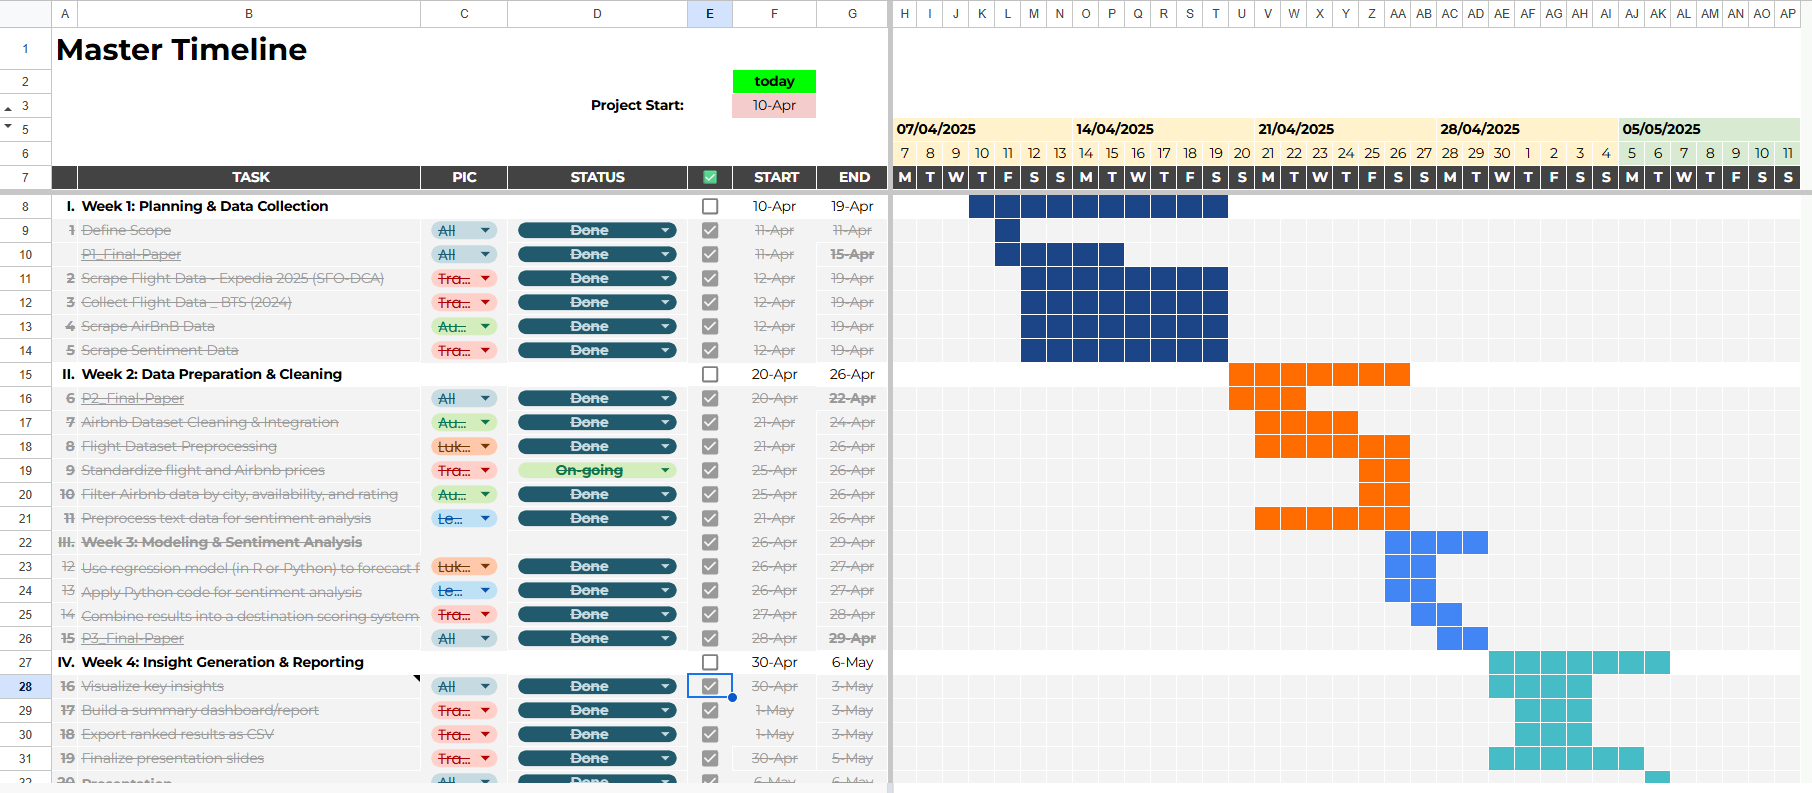 A B C D E F G H I J K L M N O P Q R S T U V W X Y Z AA AB AC AD AE AF AG AH AI AJ AK AL AM AN AO AP
1 Master Timeline
2 today
3 Project Start: 10-Apr
5 07/04/2025 14/04/2025 21/04/2025 28/04/2025 05/05/2025
6 7 8 9 10 11 12 13 14 15 16 17 18 19 20 21 22 23 24 25 26 27 28 29 30 1 2 3 4 5 6 7 8 9 10 11
7 TASK PIC STATUS START END M T W T F S S M T W T F S S M T W T F S S M T W T F S S M T W T F S S
8 I. Week 1: Planning & Data Collection 10-Apr 19-Apr
9 1 Define Scope All Done 11-Apr 11-Apr
10 P1_Final-Paper All Done 11-Apr 15-Apr
11 2 Scrape Flight Data - Expedia 2025 (SFO-DCA) Tra... Done 12-Apr 19-Apr
12 3 Collect Flight Data _ BTS (2024) Tra... Done 12-Apr 19-Apr
13 4 Scrape AirBnB Data Au... Done 12-Apr 19-Apr
14 5 Scrape Sentiment Data Tra... Done 12-Apr 19-Apr
15 II. Week 2: Data Preparation & Cleaning 20-Apr 26-Apr
16 6 P2_Final-Paper All Done 20-Apr 22-Apr
17 7 Airbnb Dataset Cleaning & Integration Au... Done 21-Apr 24-Apr
18 8 Flight Dataset Preprocessing Luk... Done 21-Apr 26-Apr
19 9 Standardize flight and Airbnb prices Tra... On-going 25-Apr 26-Apr
20 10 Filter Airbnb data by city, availability, and rating Au... Done 25-Apr 26-Apr
21 11 Preprocess text data for sentiment analysis Le... Done 21-Apr 26-Apr
22 III. Week 3: Modeling & Sentiment Analysis 26-Apr 29-Apr
23 12 Use regression model (in R or Python) to forecast f Luk... Done 26-Apr 27-Apr
24 13 Apply Python code for sentiment analysis Le... Done 26-Apr 27-Apr
25 14 Combine results into a destination scoring system Tra... Done 27-Apr 28-Apr
26 15 P3_Final-Paper All Done 28-Apr 29-Apr
27 IV. Week 4: Insight Generation & Reporting 30-Apr 6-May
28 16 Visualize key insights All Done 30-Apr 3-May
29 17 Build a summary dashboard/report Tra... Done 1-May 3-May
30 18 Export ranked results as CSV Tra... Done 1-May 3-May
31 19 Finalize presentation slides Tra... Done 30-Apr 5-May
32 20 Presentation All Done 6-May 6-May